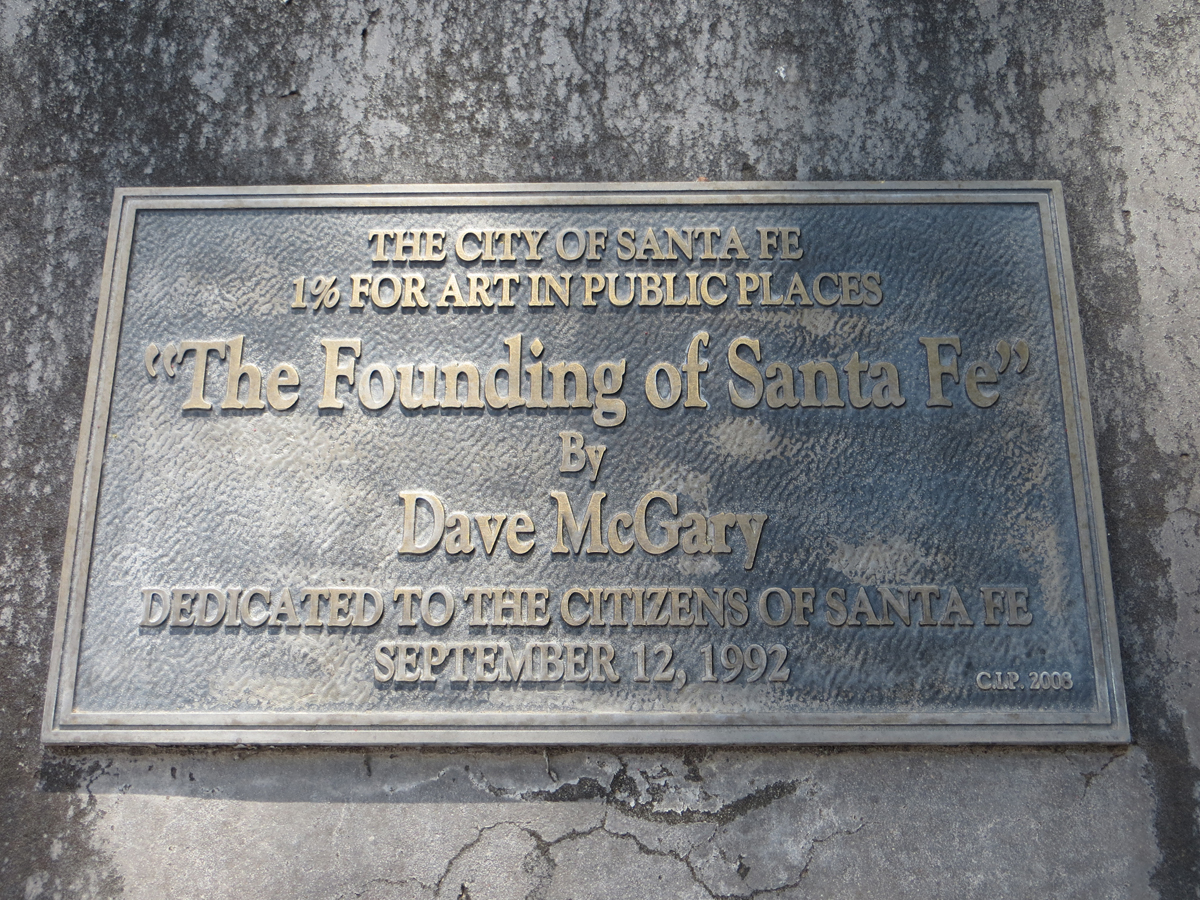 THE CITY OF SANTA FE
1% FOR ART IN PUBLIC PLACES
“The Founding of Santa Fe”
By
Dave McGary
DEDICATED TO THE CITIZENS OF SANTA FE
SEPTEMBER 12, 1992
C.I.P. 2003